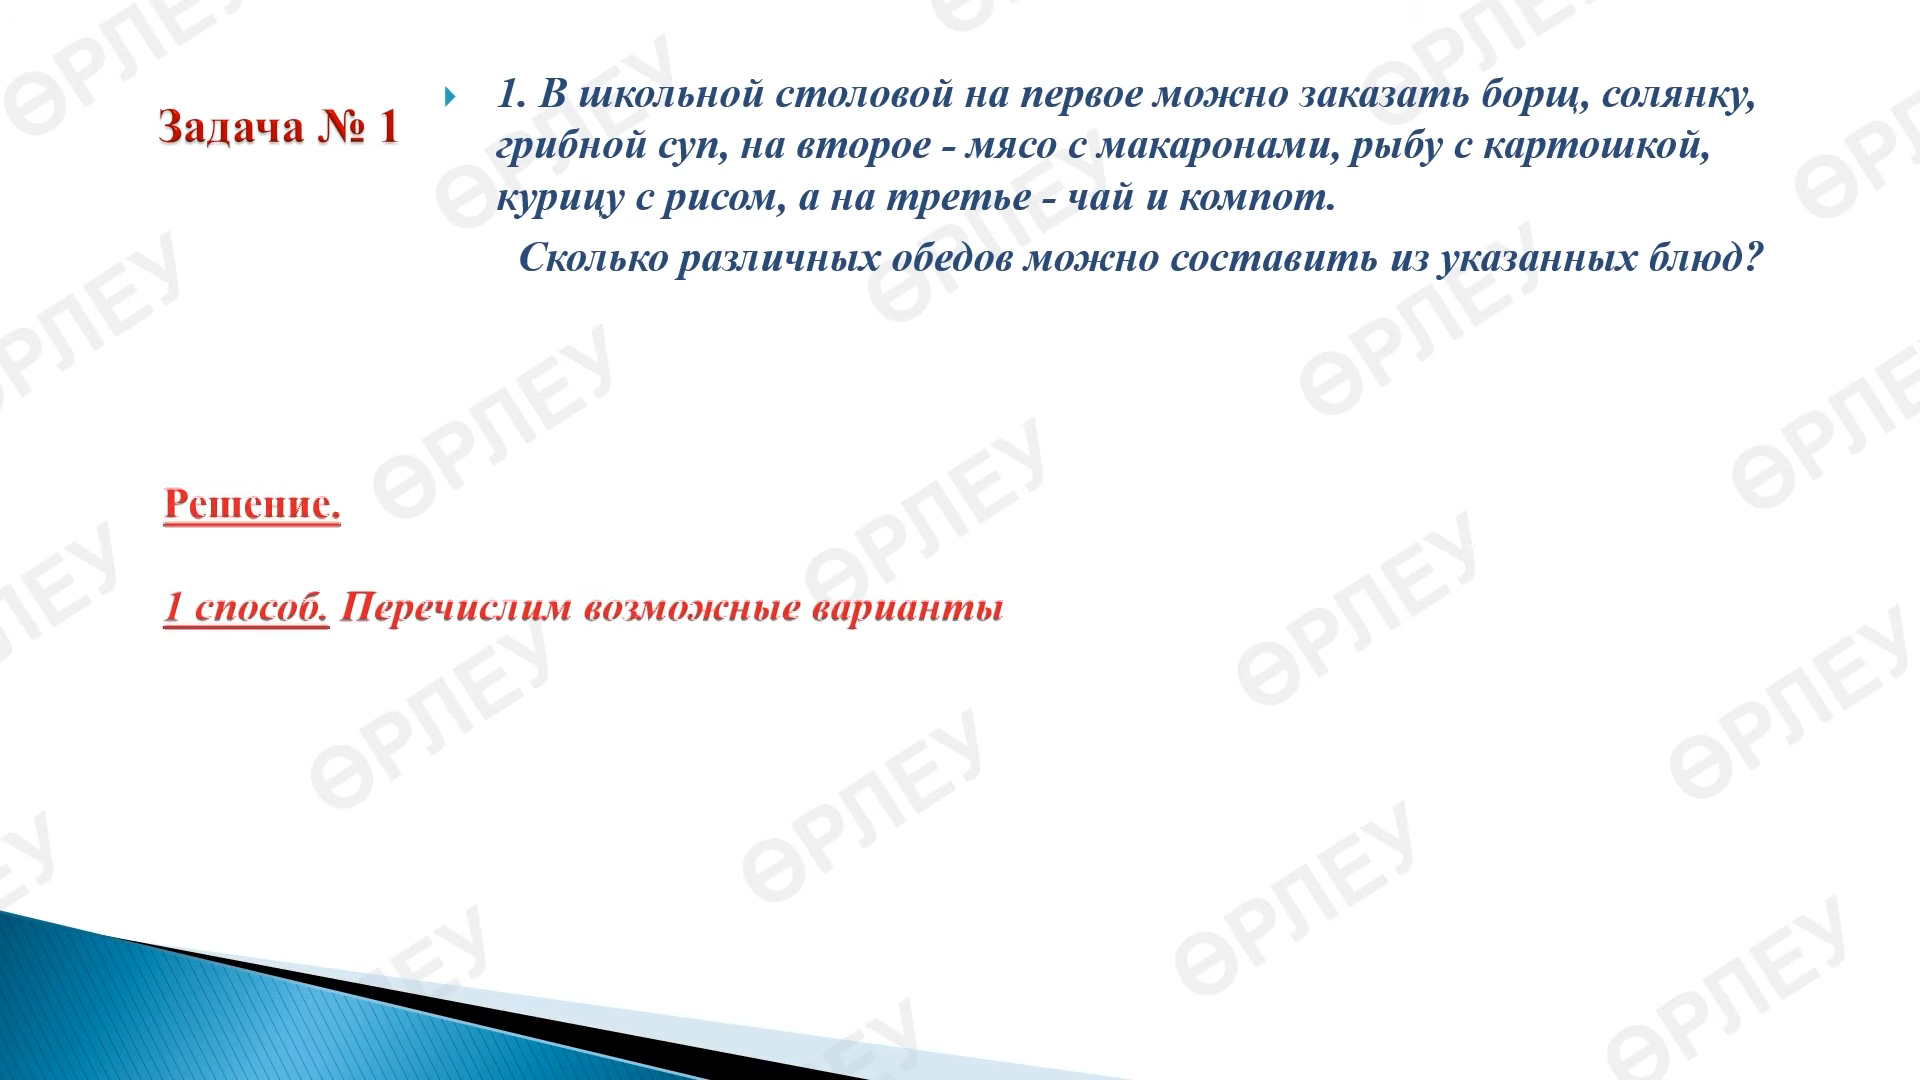 Задача № 1
1. В школьной столовой на первое можно заказать борщ, солянку,
грибной суп, на второе - мясо с макаронами, рыбу с картошкой,
курицу с рисом, а на третье - чай и компот.
Сколько различных обедов можно составить из указанных блюд?
Решение.
1 способ. Перечислим возможные варианты
ӨРЛЕУ